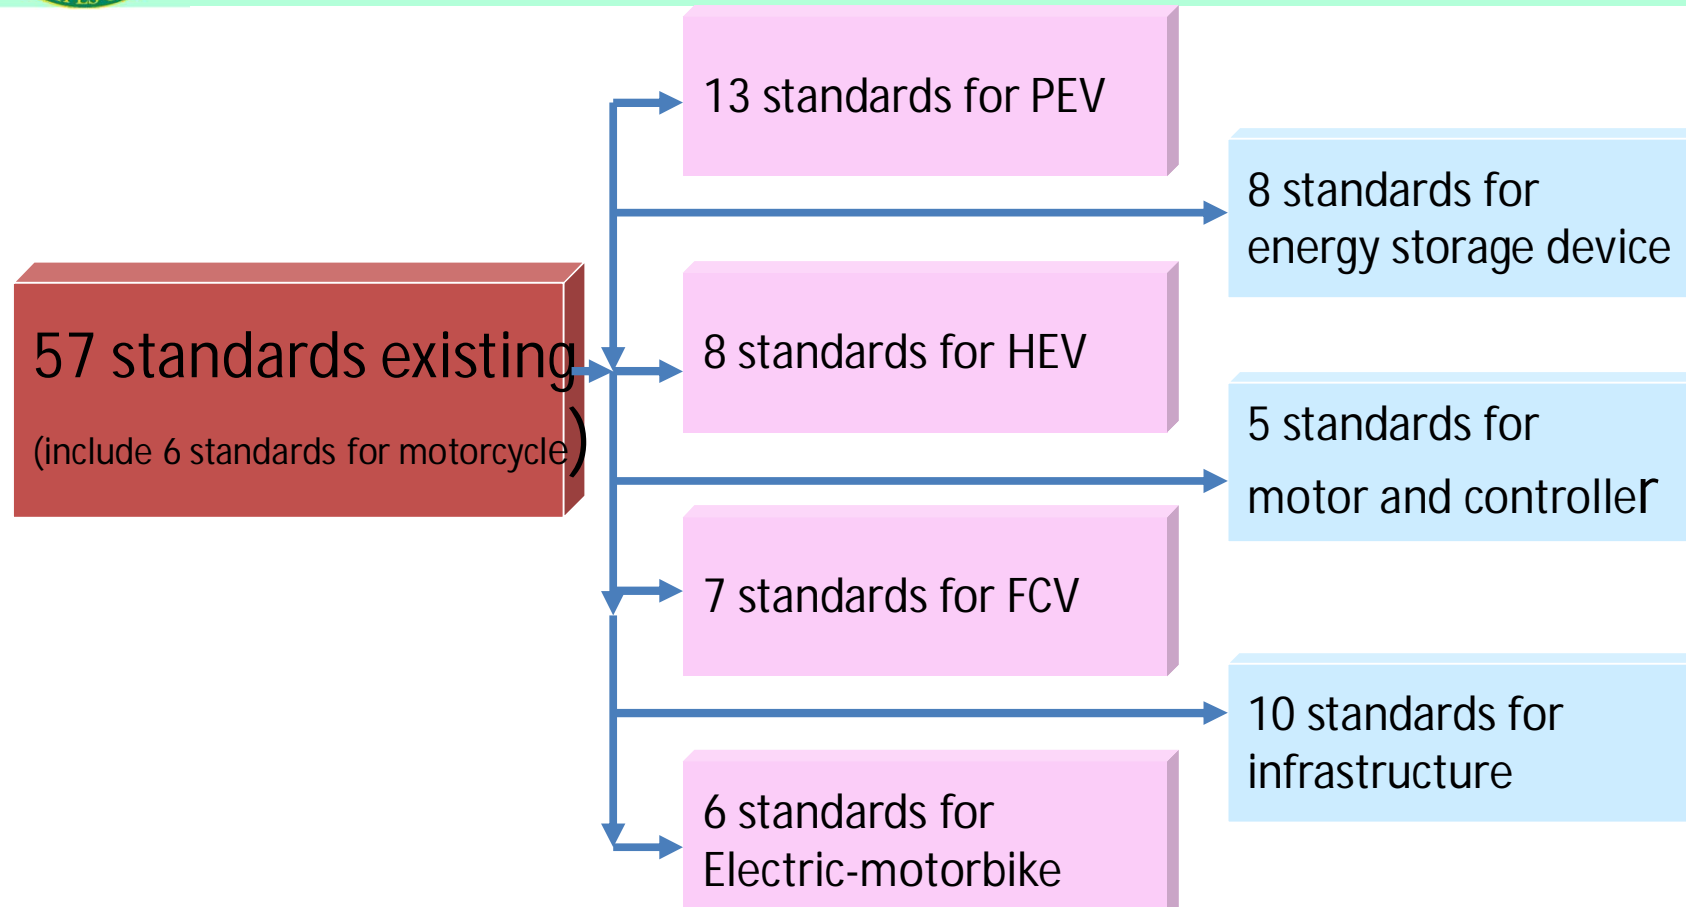 13 standards for PEV
8 standards for
energy storage device
57 standards existing
(include 6 standards for motorcycle)
8 standards for HEV
5 standards for
motor and controller
7 standards for FCV
10 standards for
infrastructure
6 standards for
Electric-motorbike